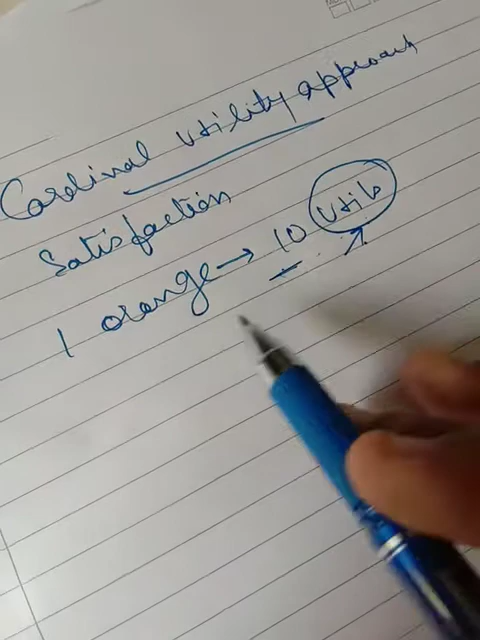 Cardinal utility approach
Satisfaction
1 orange → 10 utils